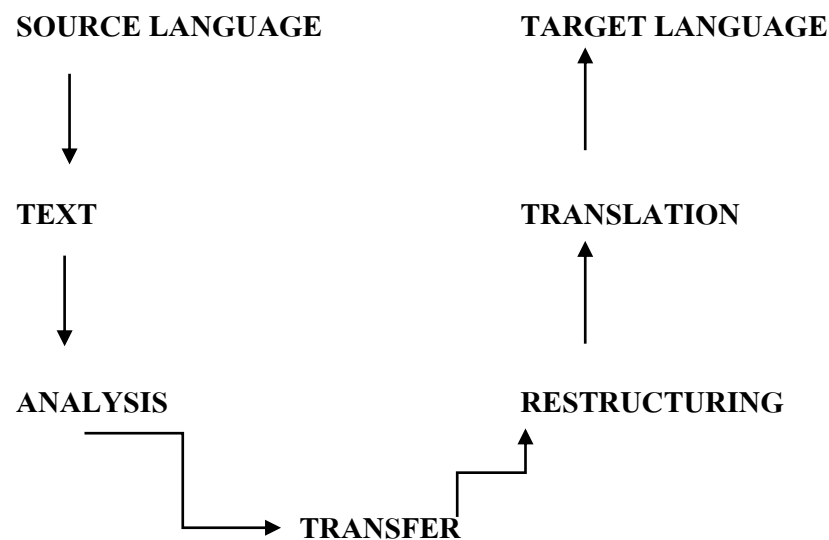 SOURCE LANGUAGE
TARGET LANGUAGE
TEXT
TRANSLATION
ANALYSIS
RESTRUCTURING
TRANSFER